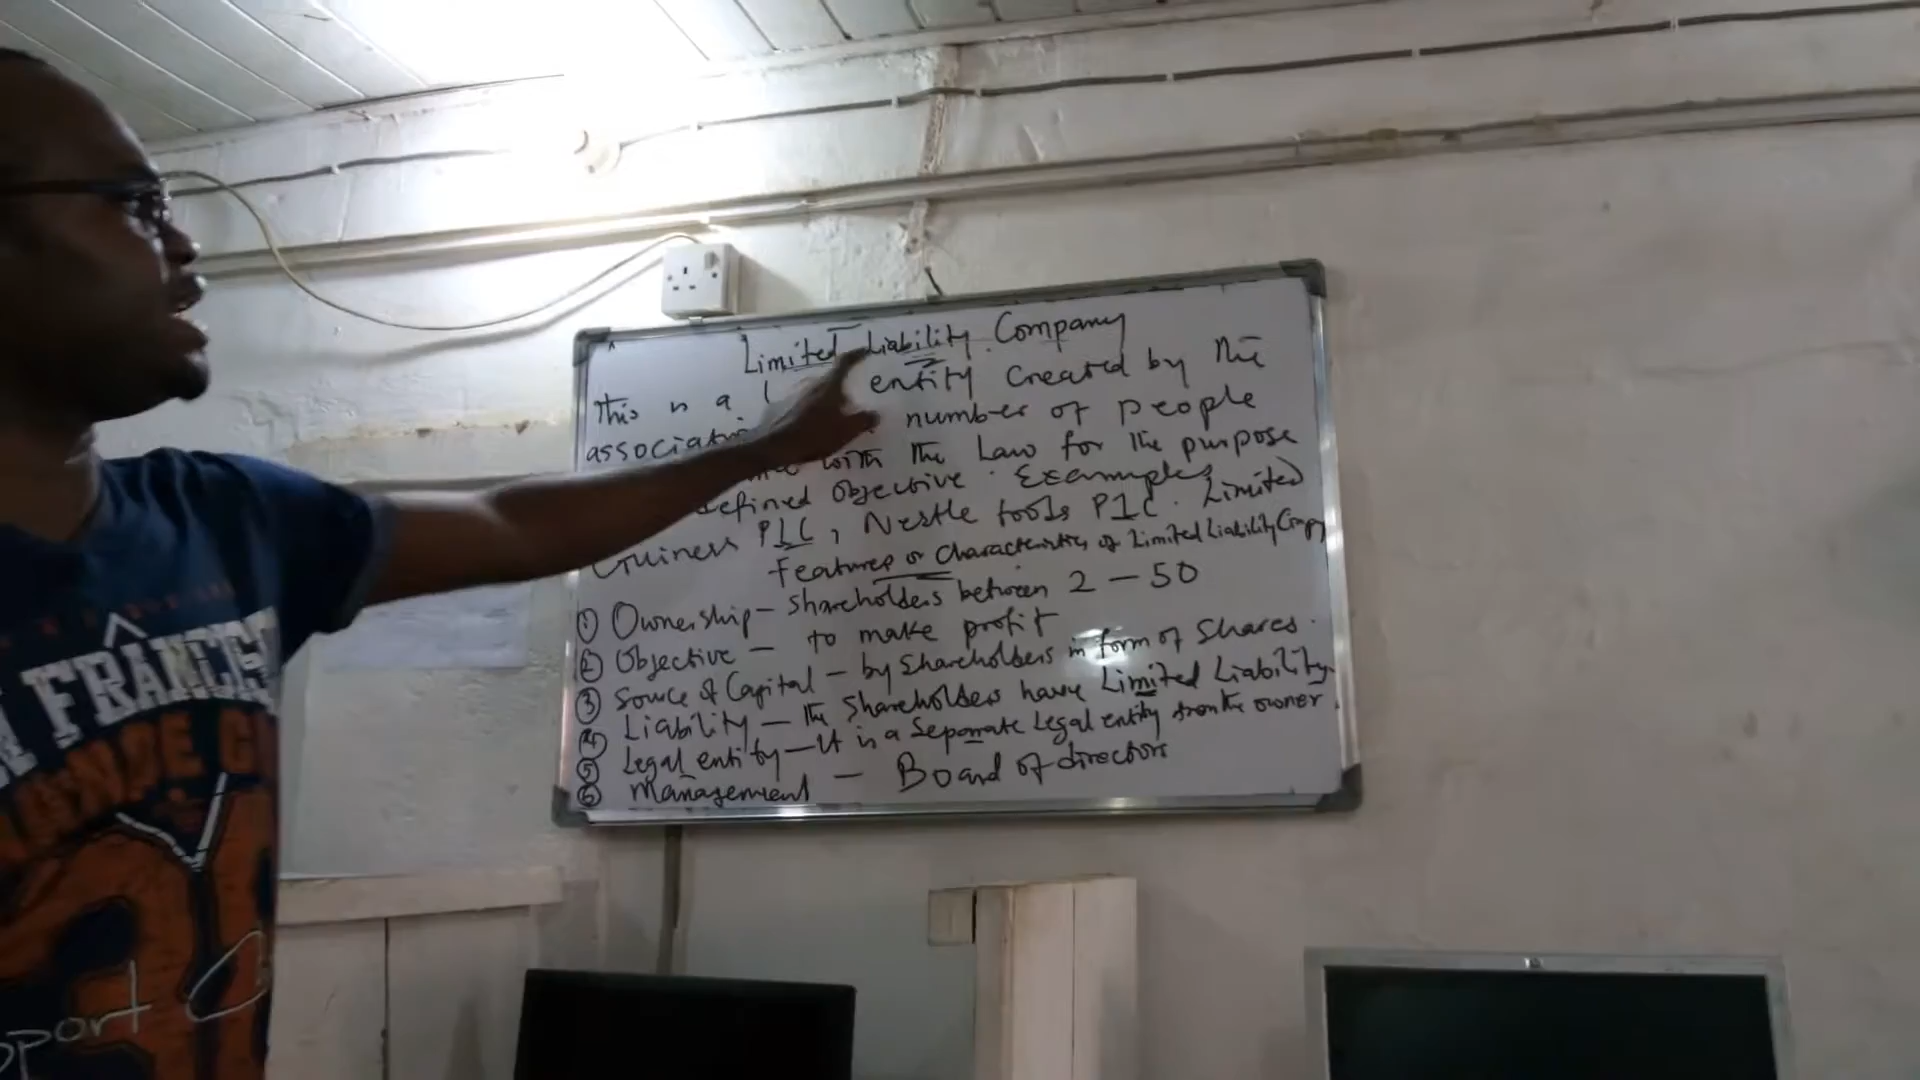 Limited Liability Company
This is a entity created by the
association number of people
with the Law for the purpose
defined objective. Examples
Guiness PLC, Nestle foods PLC. Limited
Features or characteristics of Limited Liability Compy
① Ownership - shareholders between 2 - 50
② Objective - to make profit
③ Source of Capital - by shareholders in form of shares.
④ Liability - the shareholders have Limited Liability.
⑤ Legal entity - It is a separate legal entity from the owner.
⑥ Management - Board of directors
FRANCISC